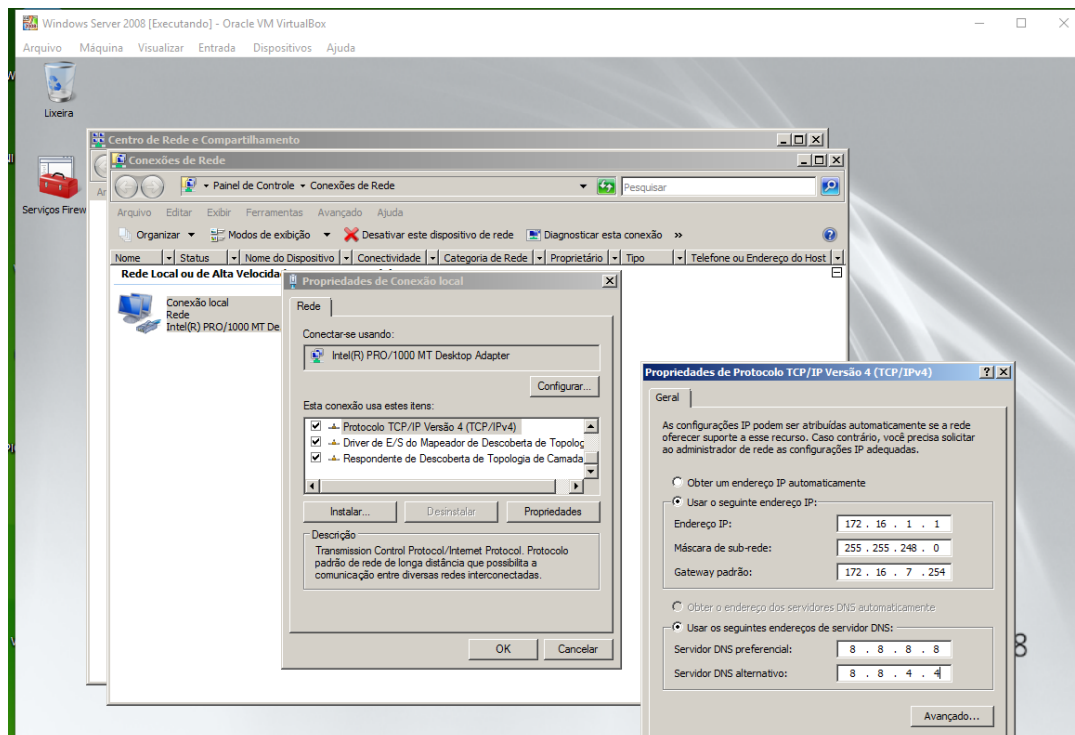 Windows Server 2008 [Executando] - Oracle VM VirtualBox
Arquivo Máquina Visualizar Entrada Dispositivos Ajuda
Lixeira
Serviços Firew
Centro de Rede e Compartilhamento
Conexões de Rede
Ar
Painel de Controle Conexões de Rede
Pesquisar
Arquivo Editar Exibir Ferramentas Avançado Ajuda
Organizar Modos de exibição Desativar este dispositivo de rede Diagnosticar esta conexão »
Nome Status Nome do Dispositivo Conectividade Categoria de Rede Proprietário Tipo Telefone ou Endereço do Host
Rede Local ou de Alta Velocida
Conexão local
Rede
Intel(R) PRO/1000 MT De
Propriedades de Conexão local
Rede
Conectar-se usando:
Intel(R) PRO/1000 MT Desktop Adapter
Configurar...
Esta conexão usa estes itens:
Protocolo TCP/IP Versão 4 (TCP/IPv4)
Driver de E/S do Mapeador de Descoberta de Topolog
Respondente de Descoberta de Topologia de Camada
Instalar... Desinstalar Propriedades
Descrição
Transmission Control Protocol/Internet Protocol. Protocolo
padrão de rede de longa distância que possibilita a
comunicação entre diversas redes interconectadas.
OK Cancelar
Propriedades de Protocolo TCP/IP Versão 4 (TCP/IPv4)
Geral
As configurações IP podem ser atribuídas automaticamente se a rede
oferecer suporte a esse recurso. Caso contrário, você precisa solicitar
ao administrador de rede as configurações IP adequadas.
Obter um endereço IP automaticamente
Usar o seguinte endereço IP:
Endereço IP: 172 . 16 . 1 . 1
Máscara de sub-rede: 255 . 255 . 248 . 0
Gateway padrão: 172 . 16 . 7 . 254
Obter o endereço dos servidores DNS automaticamente
Usar os seguintes endereços de servidor DNS:
Servidor DNS preferencial: 8 . 8 . 8 . 8
Servidor DNS alternativo: 8 . 8 . 4 . 4
Avançado...
8